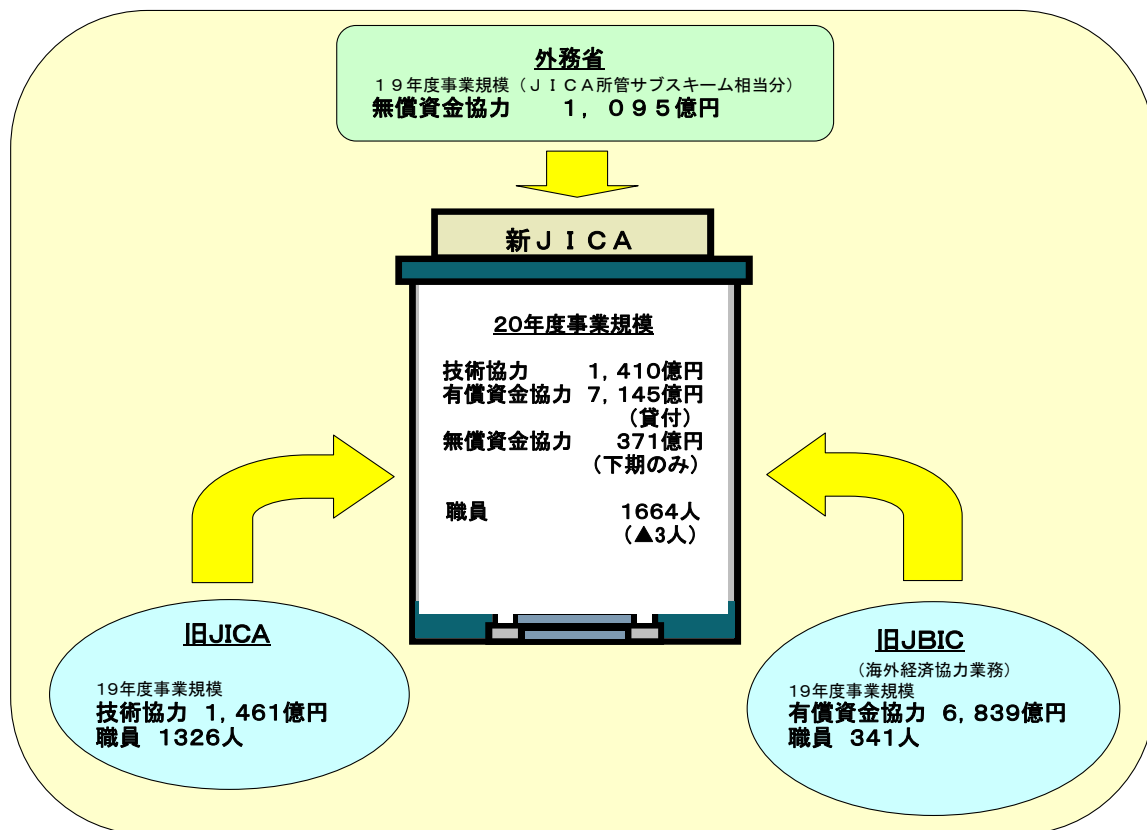 外務省
19年度事業規模（JICA所管サブスキーム相当分）
無償資金協力　1，095億円
新JICA
20年度事業規模
技術協力　1，410億円
有償資金協力　7，145億円
（貸付）
無償資金協力　371億円
（下期のみ）
職員　1664人
（▲3人）
旧JICA
19年度事業規模
技術協力　1，461億円
職員　1326人
旧JBIC
（海外経済協力業務）
19年度事業規模
有償資金協力　6，839億円
職員　341人